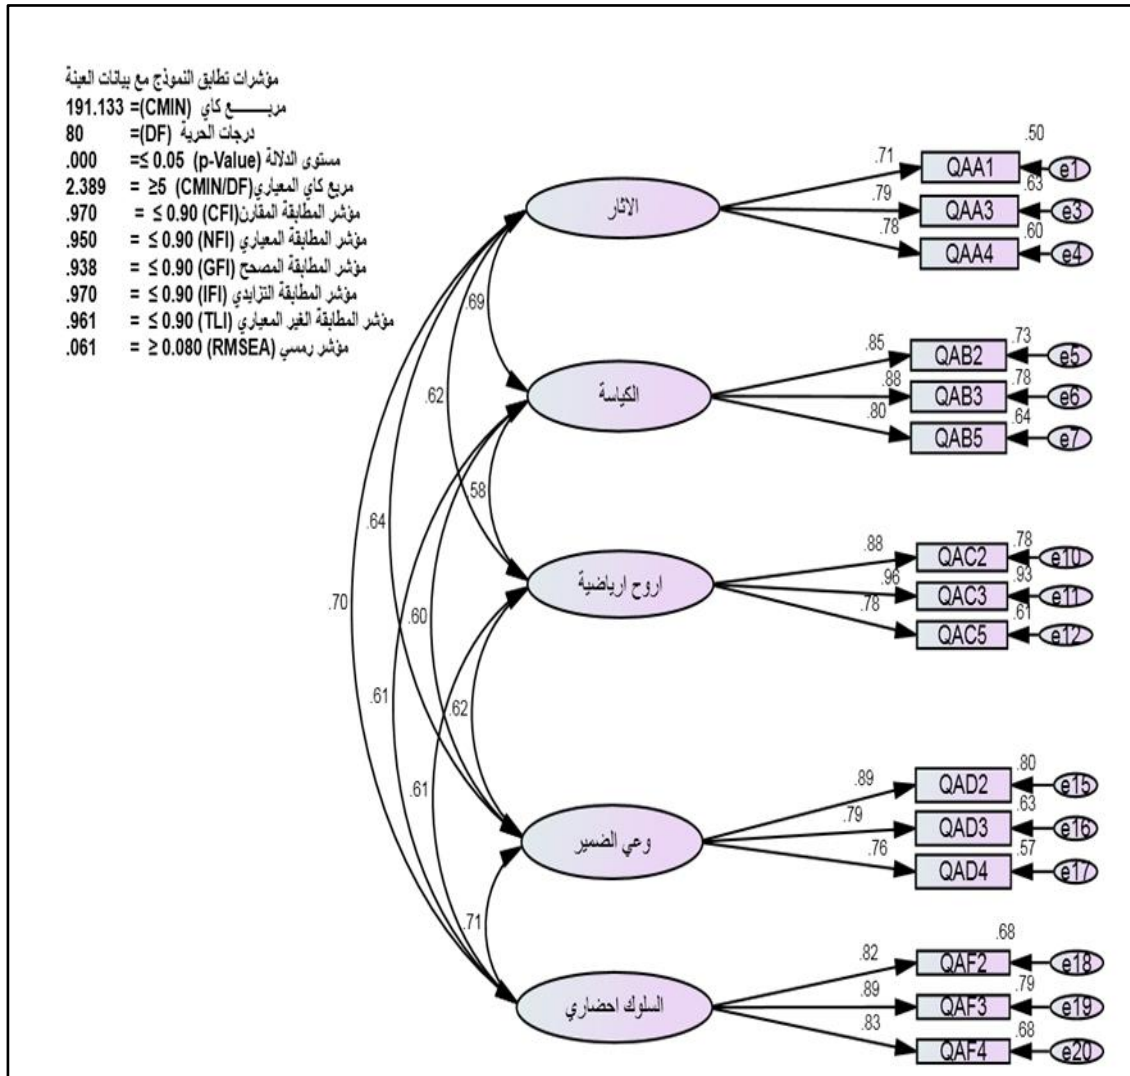 مؤشرات تطابق النموذج مع بيانات العينة
مربـــــــع كاي (CMIN)= 191.133
درجات الحرية (DF)= 80
مستوى الدلالة (p-Value) 0.05 ≥= .000
مربع كاي المعياري(CMIN/DF) 5≤ = 2.389
مؤشر المطابقة المقارن(CFI) 0.90 ≥ = .970
مؤشر المطابقة المعياري (NFI) 0.90 ≥ = .950
مؤشر المطابقة المصحح (GFI) 0.90 ≥ = .938
مؤشر المطابقة التزايدي (IFI) 0.90 ≥ = .970
مؤشر المطابقة الغير المعياري (TLI) 0.90 ≥ = .961
مؤشر رمسي (RMSEA) 0.080 ≤ = .061
.50
.71 QAA1 e1
.63
.79 QAA3 e3
.60
.78 QAA4 e4
الاثار
.69
.73
.85 QAB2 e5
.78
.88 QAB3 e6
.64
.80 QAB5 e7
الكياسة
.62
.58
.64
.78
.88 QAC2 e10
.93
.96 QAC3 e11
.61
.78 QAC5 e12
اروح ارياضية
.70
.60
.61
.62
.61
.80
.89 QAD2 e15
.63
.79 QAD3 e16
.57
.76 QAD4 e17
وعي الضمير
.71
.68
.82 QAF2 e18
.79
.89 QAF3 e19
.68
.83 QAF4 e20
السلوك احضاري